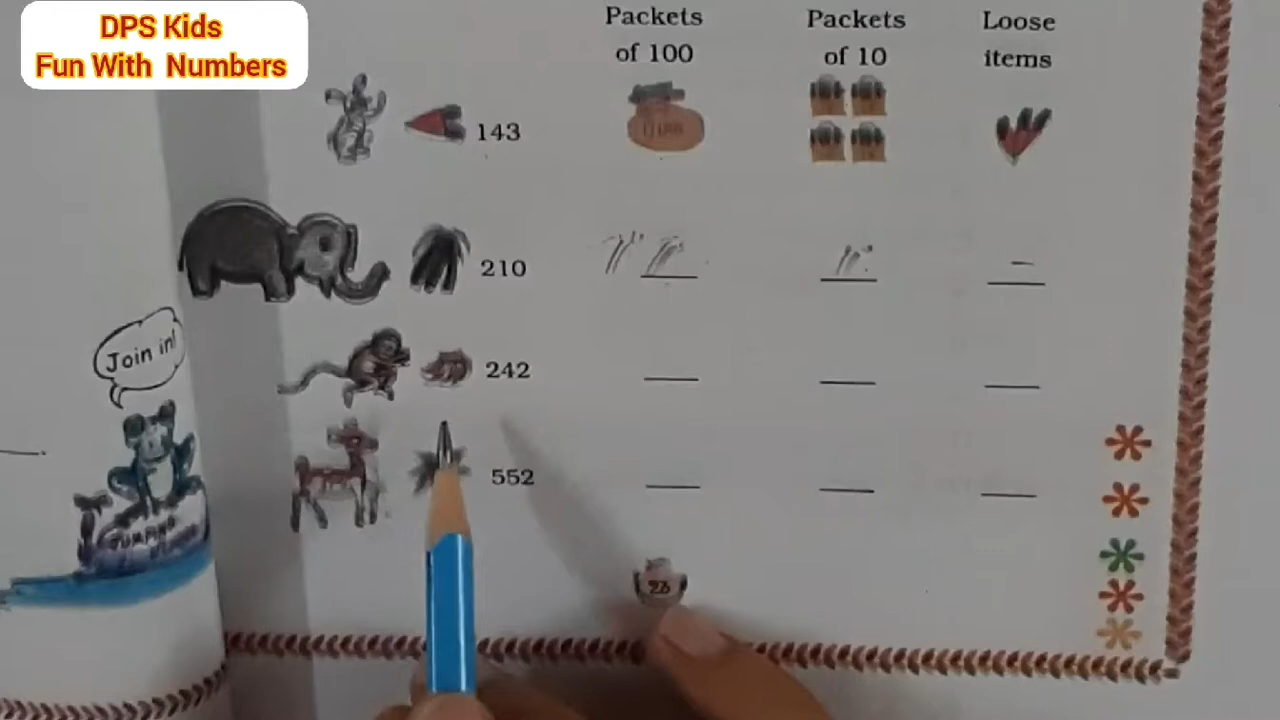 DPS Kids
Fun With Numbers
Packets of 100
Packets of 10
Loose items
143
210
Join in!
242
552
23